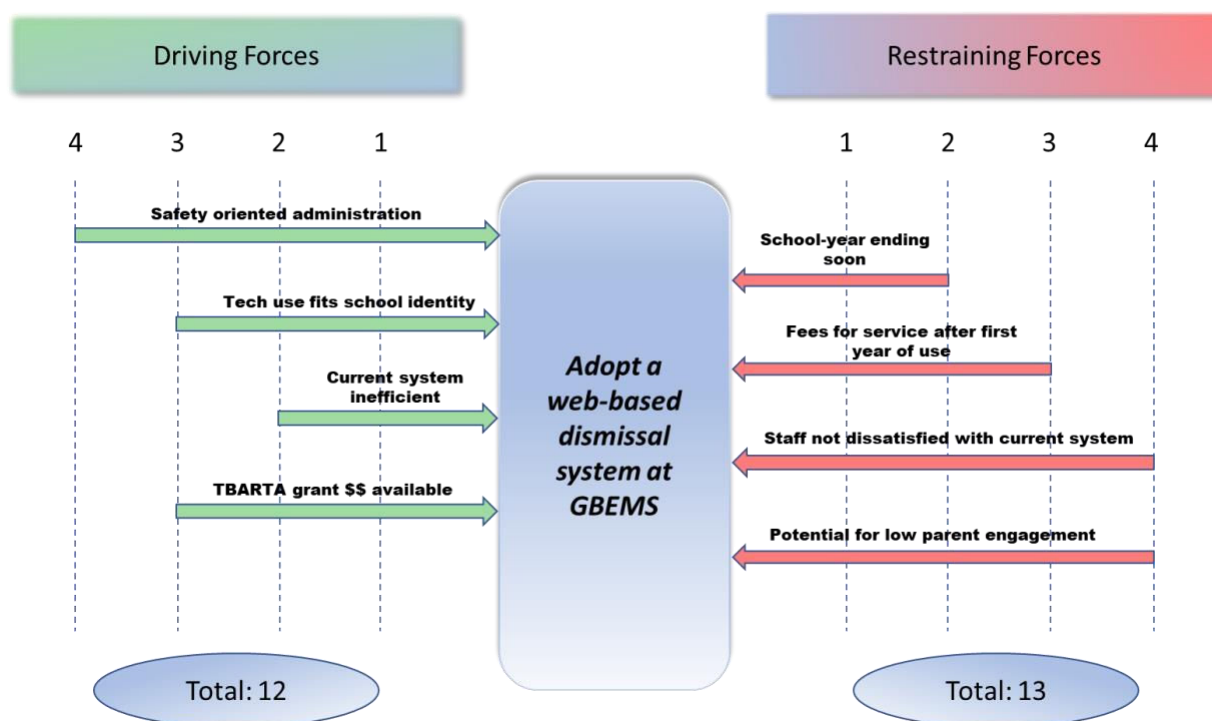 Driving Forces
Restraining Forces
4 3 2 1
1 2 3 4
Safety oriented administration
Tech use fits school identity
Current system
inefficient
TBARTA grant $$ available
Adopt a
web-based
dismissal
system at
GBEMS
School-year ending
soon
Fees for service after first
year of use
Staff not dissatisfied with current system
Potential for low parent engagement
Total: 12
Total: 13